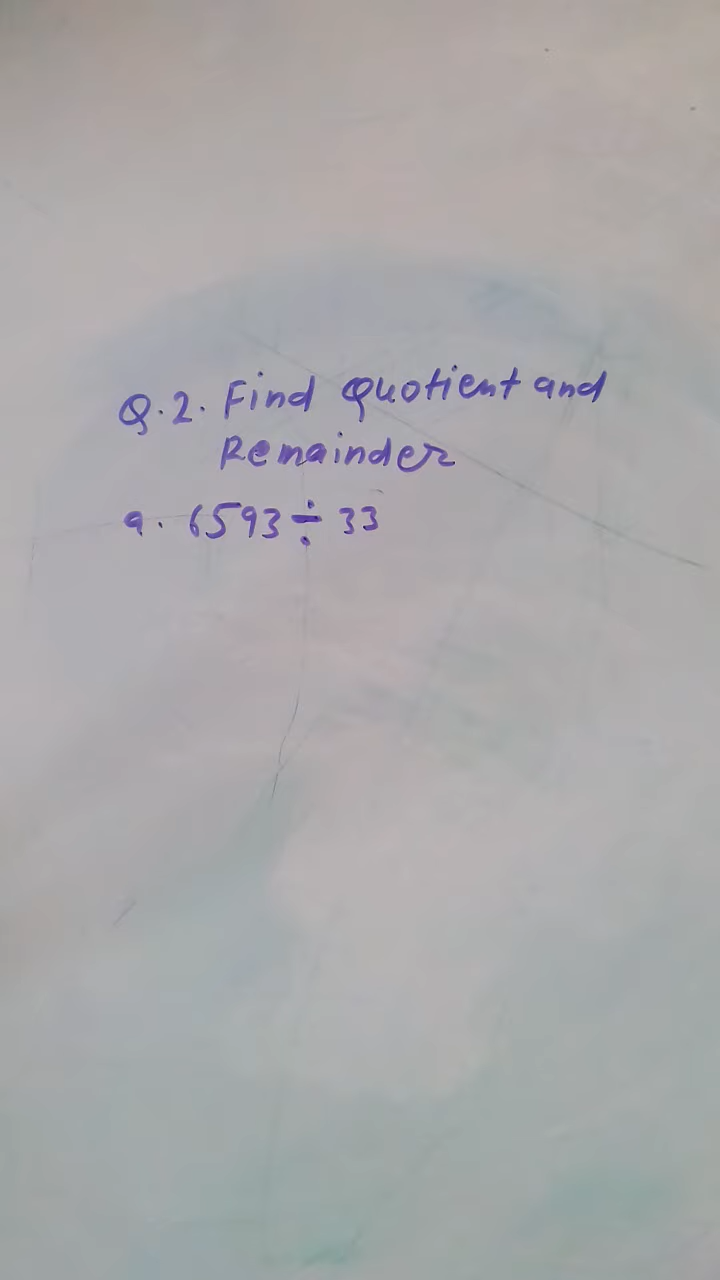 Q.2. Find Quotient and
Remainder
a. 6593 ÷ 33